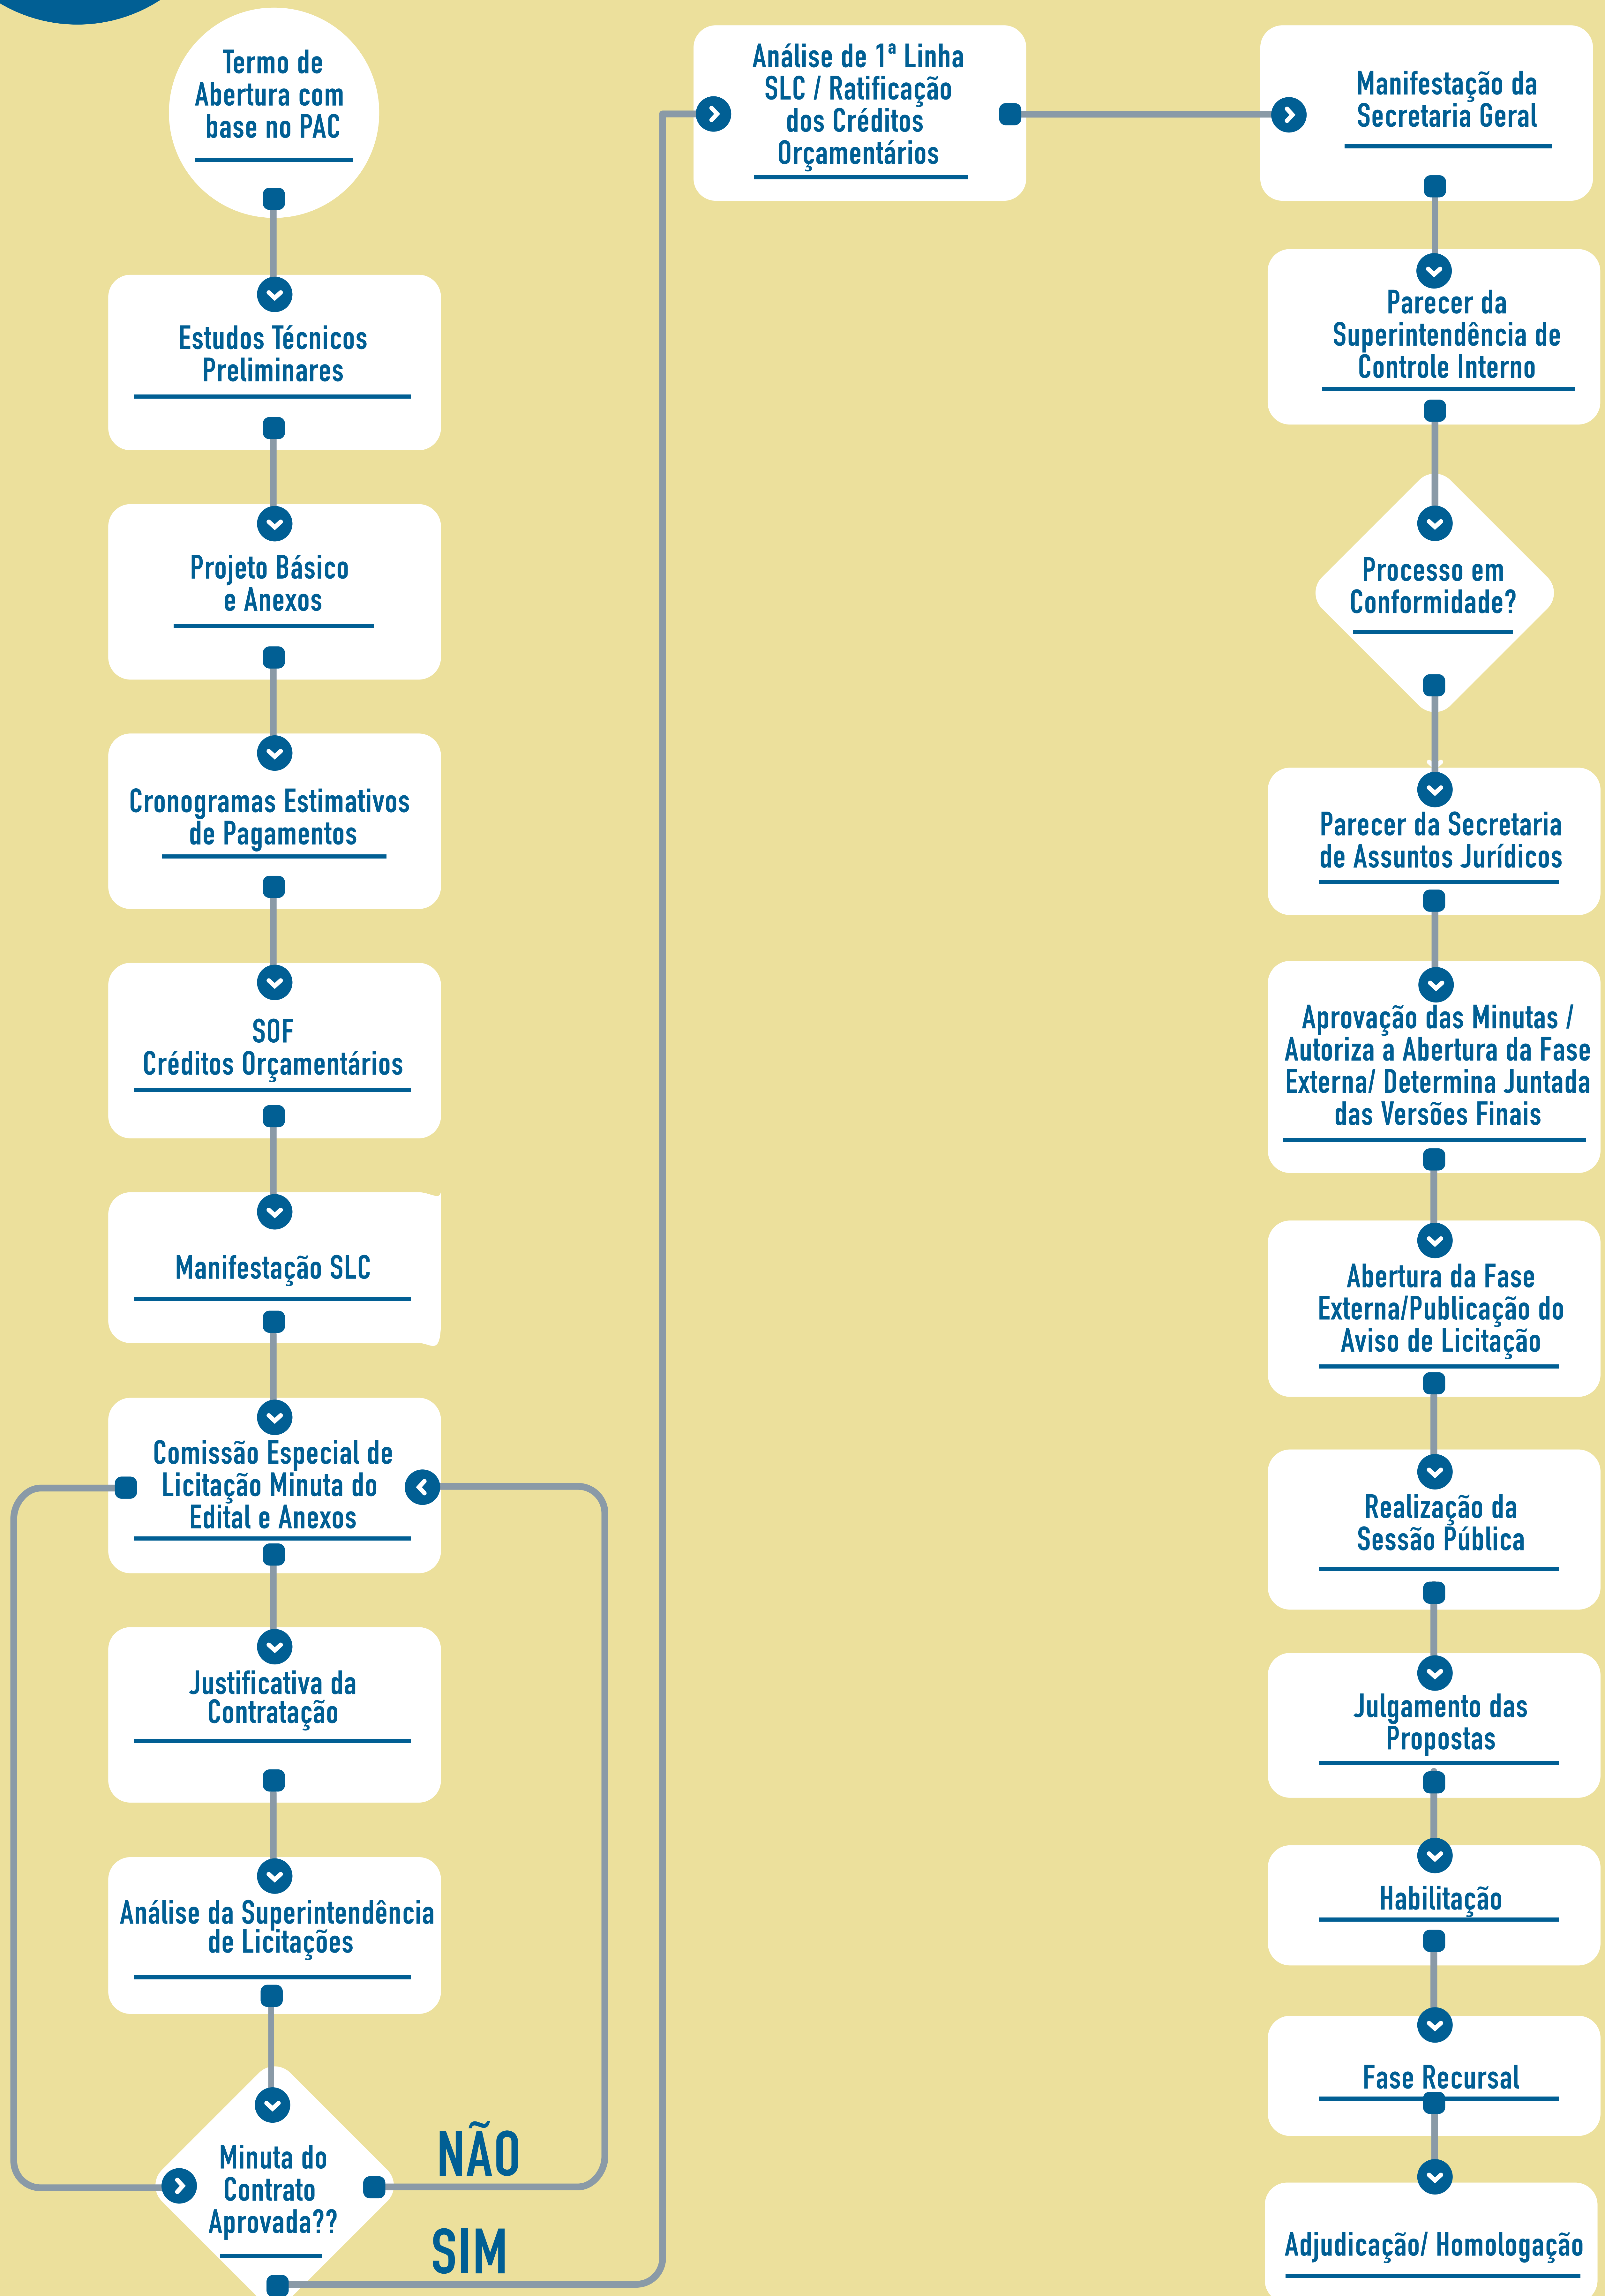 Termo de
Abertura com
base no PAC
Estudos Técnicos
Preliminares
Projeto Básico
e Anexos
Cronogramas Estimativos
de Pagamentos
SOF
Créditos Orçamentários
Manifestação SLC
Comissão Especial de
Licitação Minuta do
Edital e Anexos
Justificativa da
Contratação
Análise da Superintendência
de Licitações
Minuta do
Contrato
Aprovada??
NÃO
SIM
Análise de 1ª Linha
SLC / Ratificação
dos Créditos
Orçamentários
Manifestação da
Secretaria Geral
Parecer da
Superintendência de
Controle Interno
Processo em
Conformidade?
Parecer da Secretaria
de Assuntos Jurídicos
Aprovação das Minutas /
Autoriza a Abertura da Fase
Externa/ Determina Juntada
das Versões Finais
Abertura da Fase
Externa/Publicação do
Aviso de Licitação
Realização da
Sessão Pública
Julgamento das
Propostas
Habilitação
Fase Recursal
Adjudicação/ Homologação